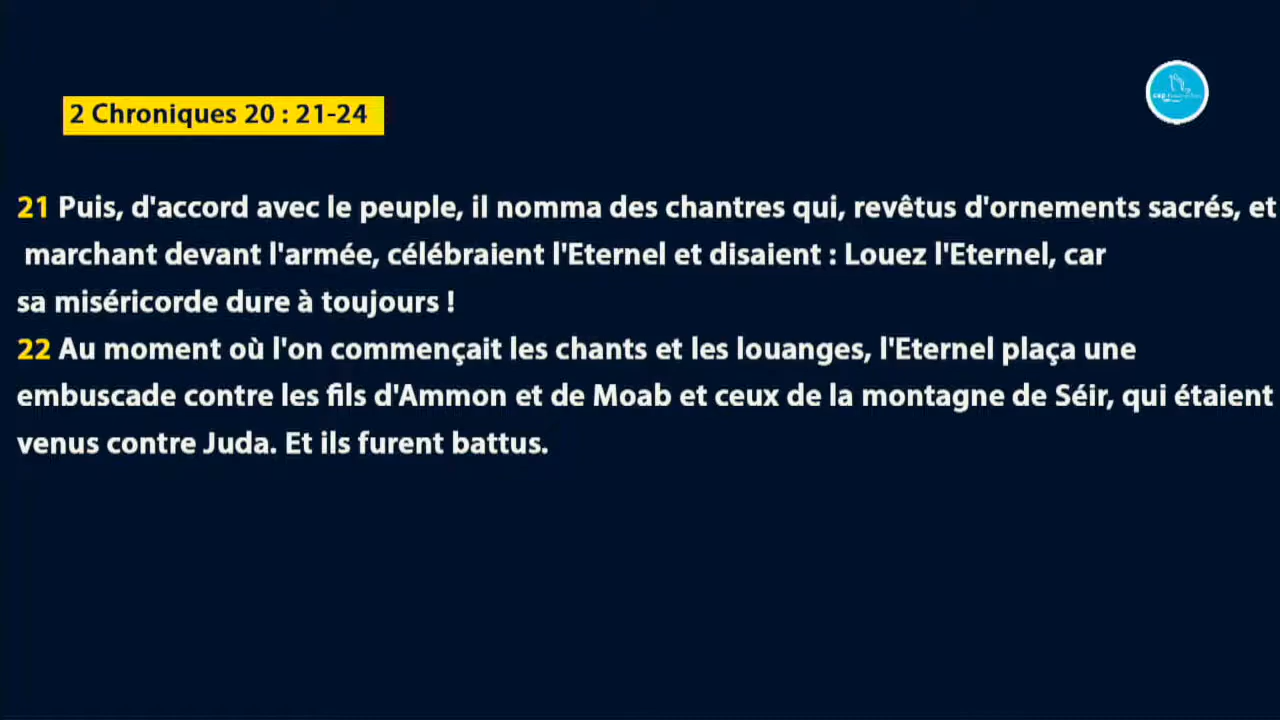 2 Chroniques 20 : 21-24
21 Puis, d'accord avec le peuple, il nomma des chantres qui, revêtus d'ornements sacrés, et
marchant devant l'armée, célébraient l'Eternel et disaient : Louez l'Eternel, car
sa miséricorde dure à toujours !
22 Au moment où l'on commençait les chants et les louanges, l'Eternel plaça une
embuscade contre les fils d'Ammon et de Moab et ceux de la montagne de Séir, qui étaient
venus contre Juda. Et ils furent battus.